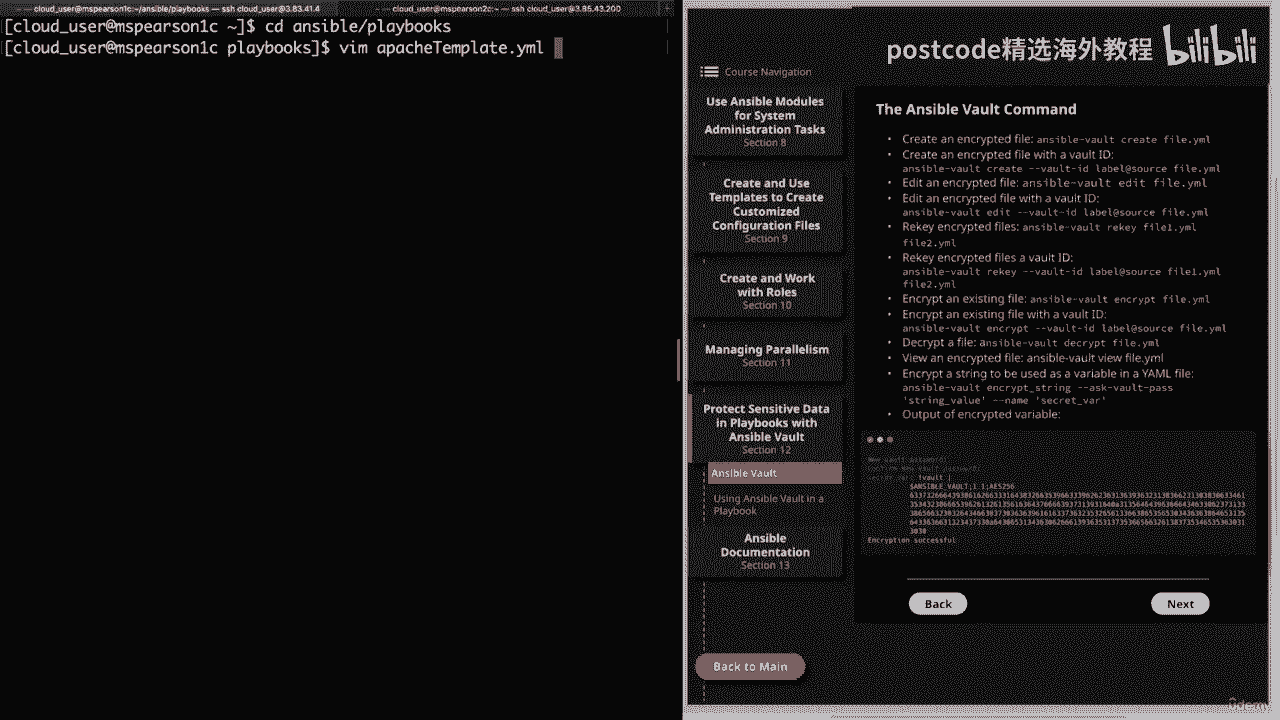 cloud_user@mspearson1c:~/ansible/playbooks — ssh cloud_user@3.83.41.4
cloud_user@mspearson2c:~ — ssh cloud_user@3.85.43.200
[cloud_user@mspearson1c ~]$ cd ansible/playbooks
[cloud_user@mspearson1c playbooks]$ vim apacheTemplate.yml
postcode精选海外教程 bilibili
Course Navigation
Use Ansible Modules
for System
Administration Tasks
Section 8
Create and Use
Templates to Create
Customized
Configuration Files
Section 9
Create and Work
with Roles
Section 10
Managing Parallelism
Section 11
Protect Sensitive Data
in Playbooks with
Ansible Vault
Section 12
Ansible Vault
Using Ansible Vault in a
Playbook
Ansible
Documentation
Section 13
Back to Main
The Ansible Vault Command
• Create an encrypted file: ansible-vault create file.yml
• Create an encrypted file with a vault ID:
ansible-vault create --vault-id label@source file.yml
• Edit an encrypted file: ansible-vault edit file.yml
• Edit an encrypted file with a vault ID:
ansible-vault edit --vault-id label@source file.yml
• Rekey encrypted files: ansible-vault rekey file1.yml
file2.yml
• Rekey encrypted files a vault ID:
ansible-vault rekey --vault-id label@source file1.yml
file2.yml
• Encrypt an existing file: ansible-vault encrypt file.yml
• Encrypt an existing file with a vault ID:
ansible-vault encrypt --vault-id label@source file.yml
• Decrypt a file: ansible-vault decrypt file.yml
• View an encrypted file: ansible-vault view file.yml
• Encrypt a string to be used as a variable in a YAML file:
ansible-vault encrypt_string --ask-vault-pass
'string_value' --name 'secret_var'
• Output of encrypted variable:
!vault |
$ANSIBLE_VAULT;1.1;AES256
3030
Encryption successful
Back
Next
Udemy